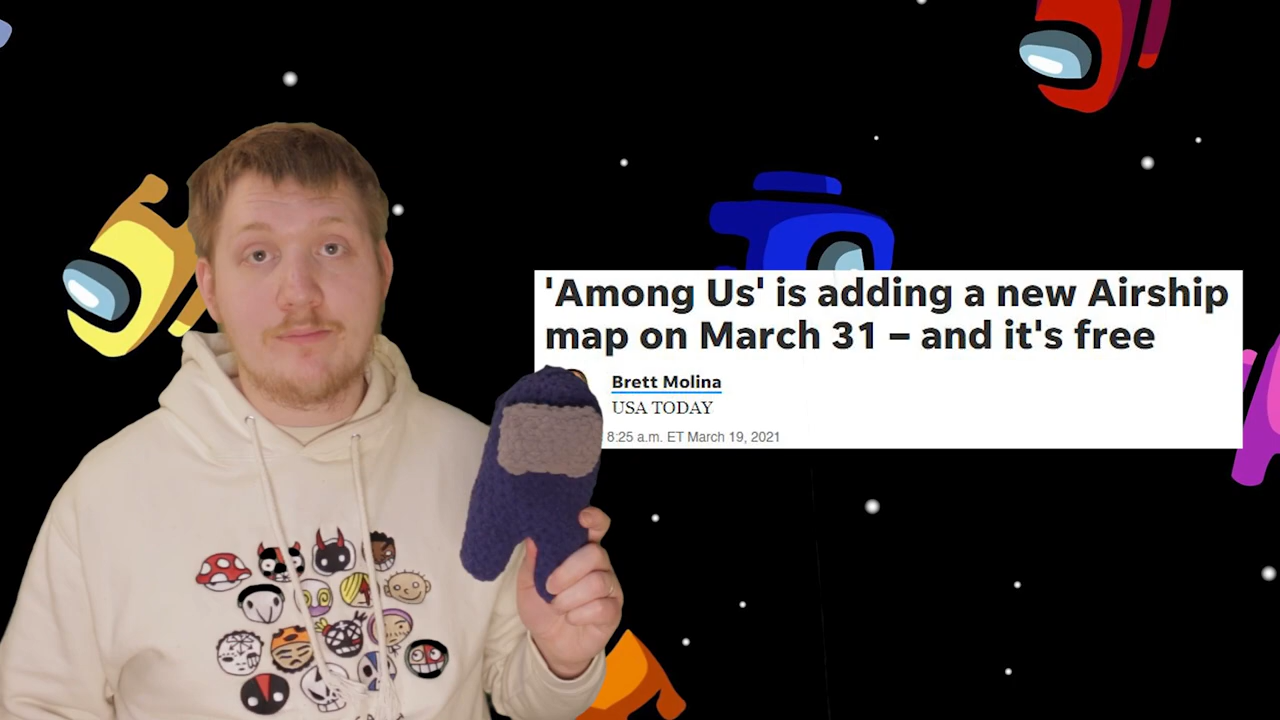 'Among Us' is adding a new Airship
map on March 31 – and it's free
Brett Molina
USA TODAY
8:25 a.m. ET March 19, 2021